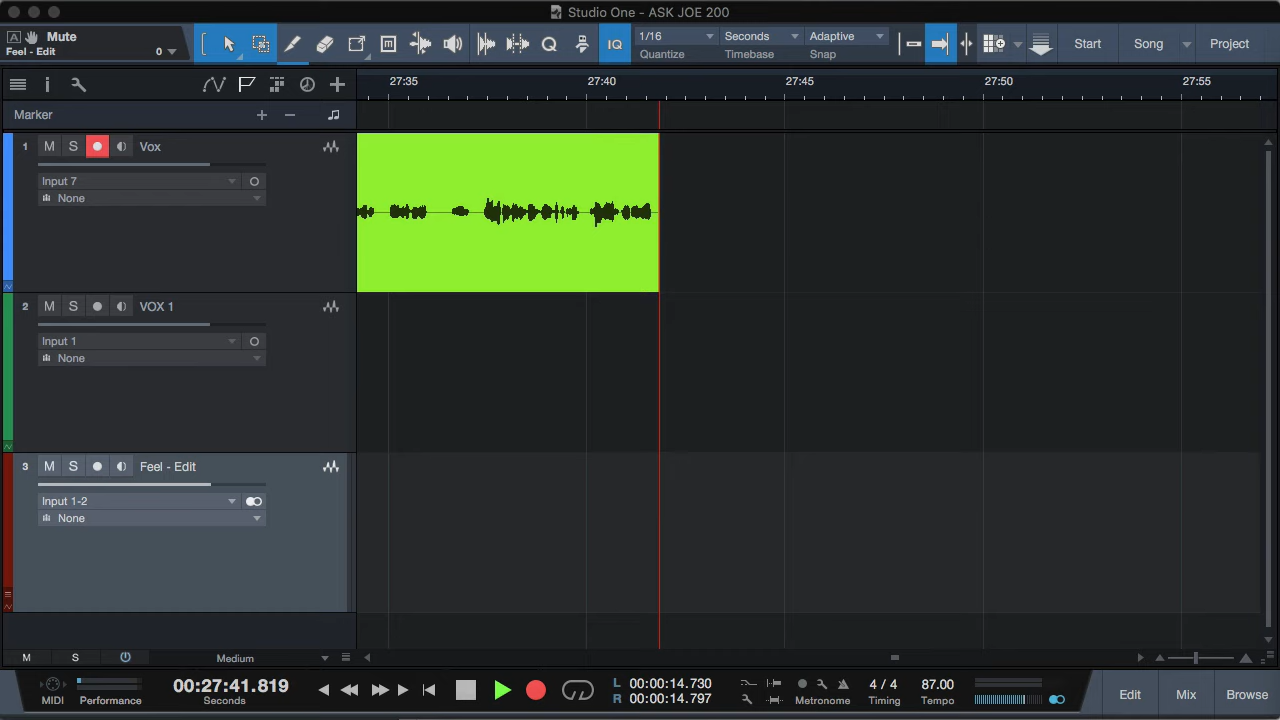 Studio One - ASK JOE 200
A Mute
Feel - Edit 0
IQ
1/16 Seconds Adaptive
Quantize Timebase Snap
Start Song Project
27:35 27:40 27:45 27:50 27:55
Marker
1 M S Vox
Input 7
None
2 M S VOX 1
Input 1
None
3 M S Feel - Edit
Input 1-2
None
M S Medium
MIDI Performance
00:27:41.819
Seconds
L 00:00:14.730
R 00:00:14.797
Metronome
4 / 4
Timing
87.00
Tempo
Edit Mix Browse